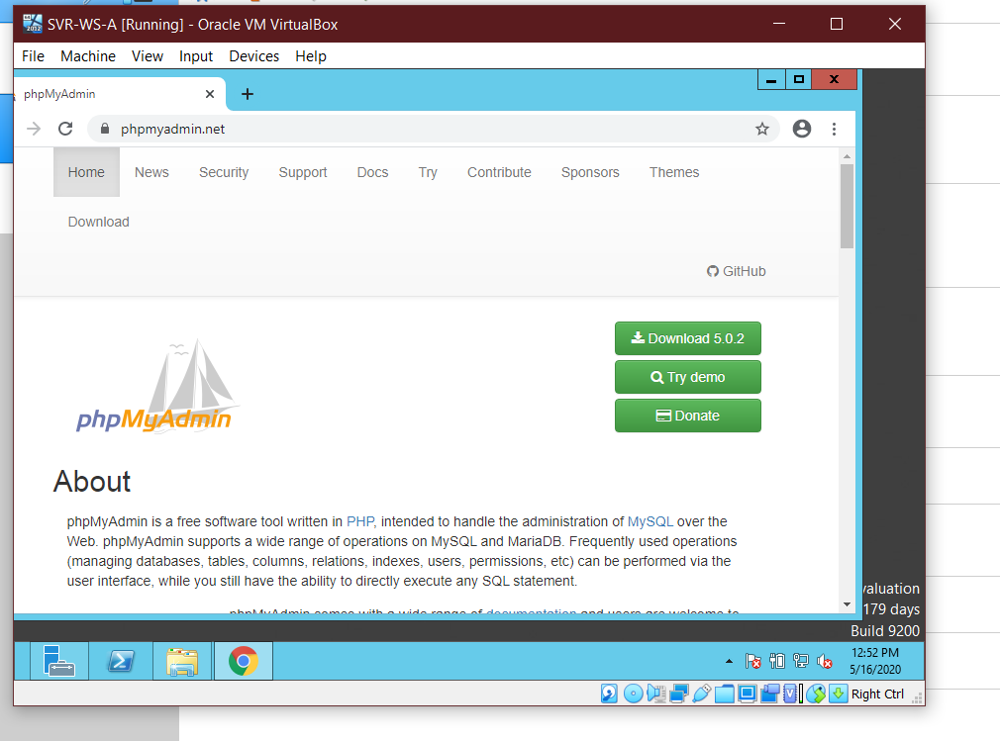 SVR-WS-A [Running] - Oracle VM VirtualBox
File Machine View Input Devices Help
phpMyAdmin
phpmyadmin.net
Home News Security Support Docs Try Contribute Sponsors Themes
Download
GitHub
Download 5.0.2
Try demo
Donate
phpMyAdmin
About
phpMyAdmin is a free software tool written in PHP, intended to handle the administration of MySQL over the
Web. phpMyAdmin supports a wide range of operations on MySQL and MariaDB. Frequently used operations
(managing databases, tables, columns, relations, indexes, users, permissions, etc) can be performed via the
user interface, while you still have the ability to directly execute any SQL statement.
phpMyAdmin comes with a wide range of documentation and users are welcome to
valuation
179 days
Build 9200
12:52 PM
5/16/2020
Right Ctrl